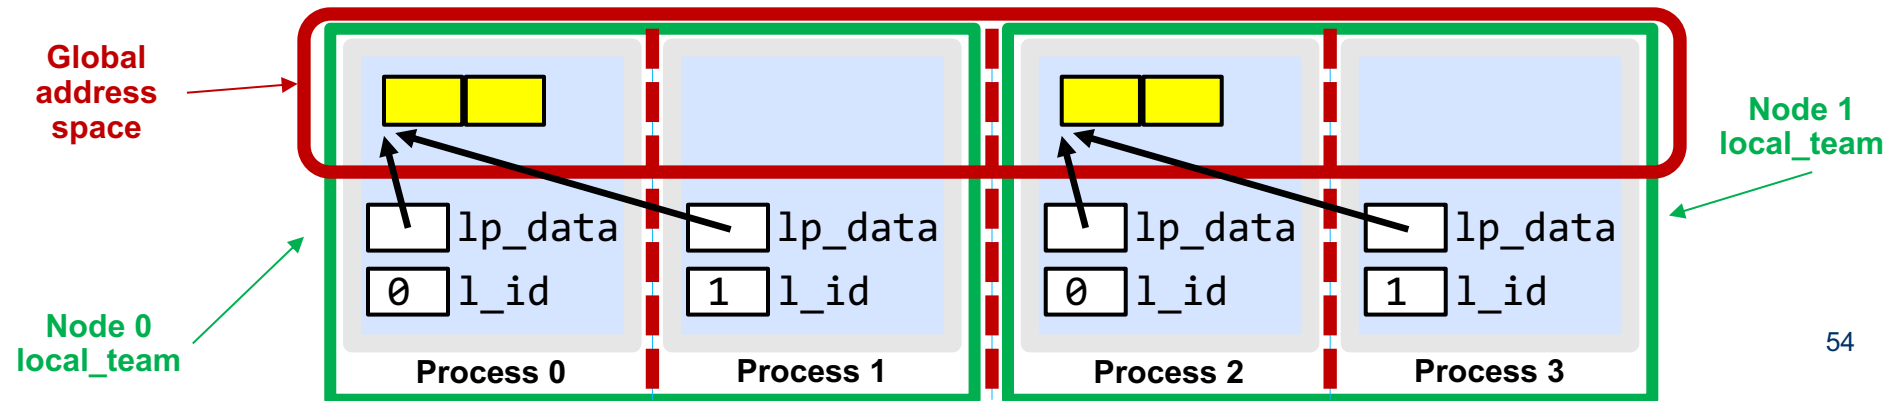 Global
address
space
Node 1
local_team
lp_data
lp_data
lp_data
lp_data
0 l_id
1 l_id
0 l_id
1 l_id
Node 0
local_team
Process 0
Process 1
Process 2
Process 3
54